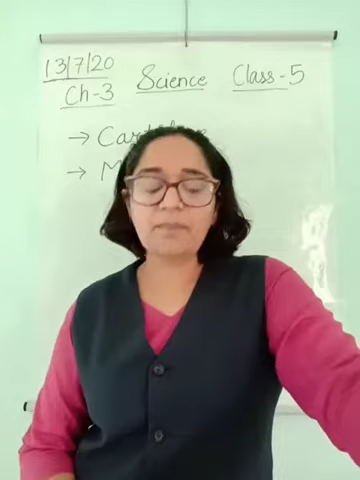 13/7/20 Science Class-5
Ch-3
→
→